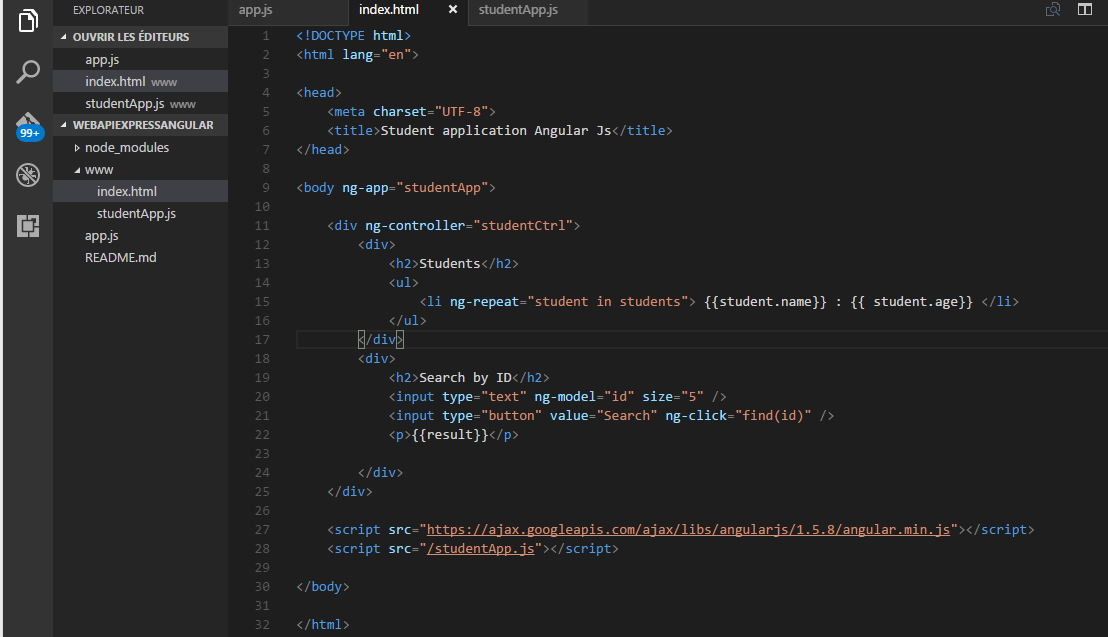 EXPLORATEUR
OUVRIR LES ÉDITEURS
app.js
index.html www
studentApp.js www
WEBAPIEXPRESSANGULAR
node_modules
www
index.html
studentApp.js
app.js
README.md
99+
app.js index.html × studentApp.js
1 <!DOCTYPE html>
2 <html lang="en">
3
4 <head>
5 <meta charset="UTF-8">
6 <title>Student application Angular Js</title>
7 </head>
8
9 <body ng-app="studentApp">
10
11 <div ng-controller="studentCtrl">
12 <div>
13 <h2>Students</h2>
14 <ul>
15 <li ng-repeat="student in students"> {{student.name}} : {{ student.age}} </li>
16 </ul>
17 </div>
18 <div>
19 <h2>Search by ID</h2>
20 <input type="text" ng-model="id" size="5" />
21 <input type="button" value="Search" ng-click="find(id)" />
22 <p>{{result}}</p>
23
24 </div>
25 </div>
26
27 <script src="https://ajax.googleapis.com/ajax/libs/angularjs/1.5.8/angular.min.js"></script>
28 <script src="/studentApp.js"></script>
29
30 </body>
31
32 </html>